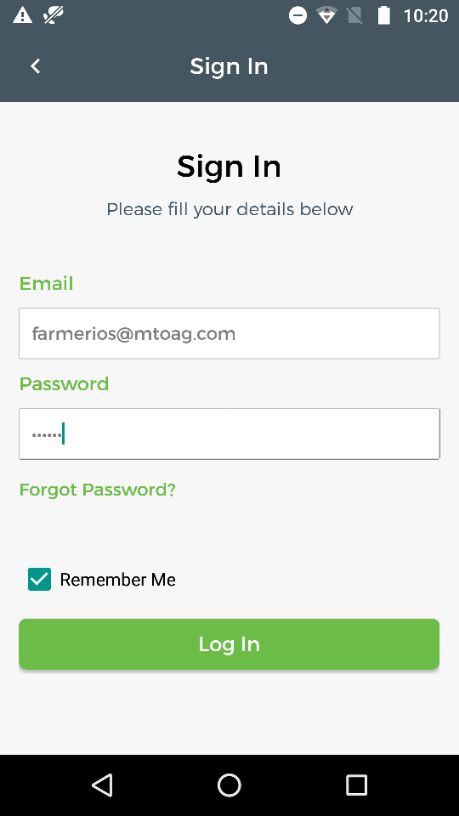 10:20
Sign In
Sign In
Please fill your details below
Email
farmerios@mtoag.com
Password
••••••
Forgot Password?
Remember Me
Log In